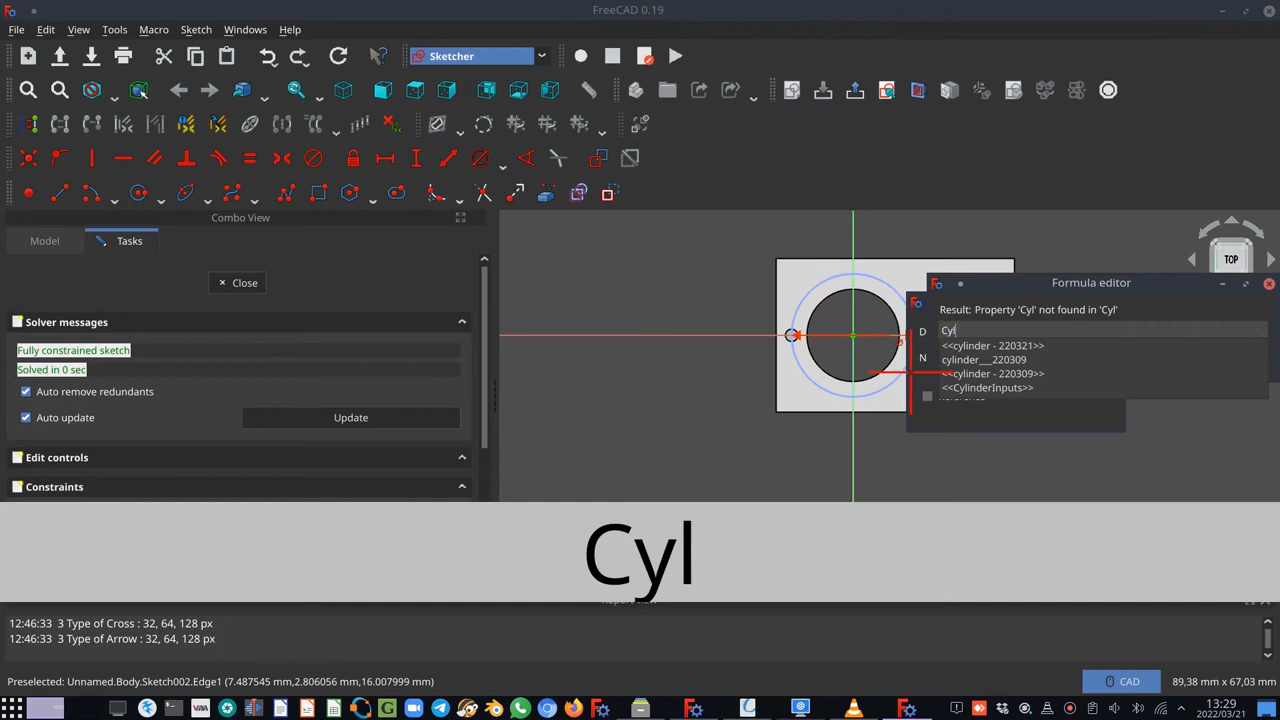 FreeCAD 0.19
File Edit View Tools Macro Sketch Windows Help
Sketcher
Combo View
Model Tasks
Close
Solver messages
Fully constrained sketch
Solved in 0 sec
Auto remove redundants
Auto update Update
Edit controls
Constraints
TOP
Formula editor
Result: Property 'Cyl' not found in 'Cyl'
D Cyl
<<cylinder - 220321>>
N cylinder___220309
<<cylinder - 220309>>
<<CylinderInputs>>
Cyl
12:46:33 3 Type of Cross : 32, 64, 128 px
12:46:33 3 Type of Arrow : 32, 64, 128 px
Preselected: Unnamed.Body.Sketch002.Edge1 (7.487545 mm,2.806056 mm,16.007999 mm)
CAD
89,38 mm x 67,03 mm
13:29
2022/03/21